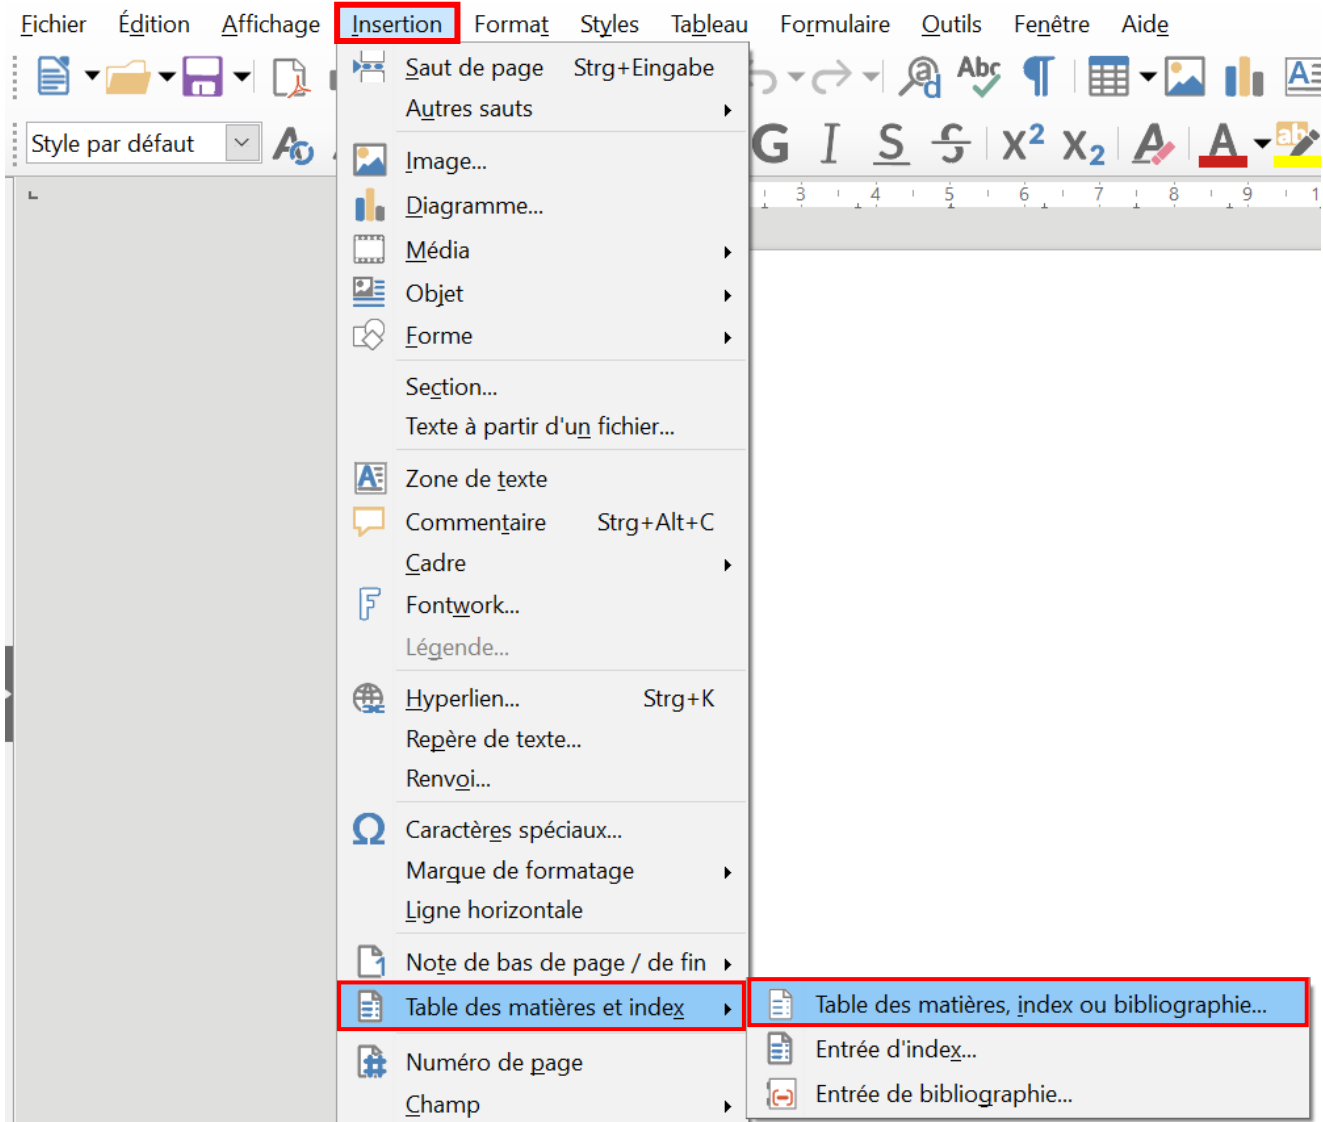 Fichier Édition Affichage Insertion Format Styles Tableau Formulaire Outils Fenêtre Aide
Abc
Style par défaut
G I S S X² X₂ A A ab
3 4 5 6 7 8 9 1
Saut de page Strg+Eingabe
Autres sauts
Image...
Diagramme...
Média
Objet
Forme
Section...
Texte à partir d'un fichier...
Zone de texte
Commentaire Strg+Alt+C
Cadre
Fontwork...
Légende...
Hyperlien... Strg+K
Repère de texte...
Renvoi...
Caractères spéciaux...
Marque de formatage
Ligne horizontale
Note de bas de page / de fin
Table des matières et index
Numéro de page
Champ
Table des matières, index ou bibliographie...
Entrée d'index...
Entrée de bibliographie...